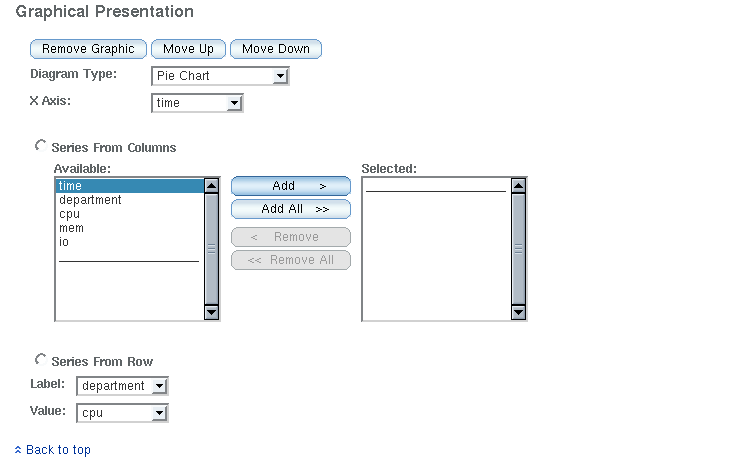 Graphical Presentation
Remove Graphic Move Up Move Down
Diagram Type: Pie Chart
X Axis: time
Series From Columns
Available: Selected:
time
department
cpu
mem
io
Add >
Add All >>
< Remove
<< Remove All
Series From Row
Label: department
Value: cpu
Back to top